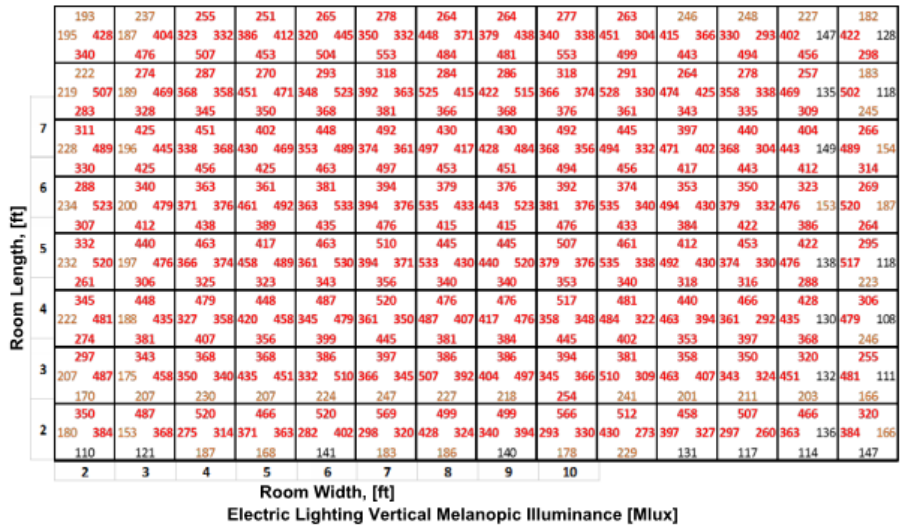 193 237 255 251 265 278 264 264 277 263 246 248 227 182
195 428 187 404 323 332 386 412 320 445 350 332 448 371 379 438 340 338 451 304 415 366 330 293 402 147 422 128
340 476 507 453 504 553 484 481 553 499 443 494 456 298
222 274 287 270 293 318 284 286 318 291 264 278 257 183
219 507 189 469 368 358 451 471 348 523 392 363 525 415 422 515 366 374 528 330 474 425 358 338 469 135 502 118
283 328 345 350 368 381 366 368 376 361 343 335 309 245
7 311 425 451 402 448 492 430 430 492 445 397 440 404 266
228 489 196 445 338 368 430 469 353 489 374 361 497 417 428 484 368 356 494 332 471 402 368 304 443 149 489 154
330 425 456 425 463 497 453 451 494 456 417 443 412 314
6 288 340 363 361 381 394 379 376 392 374 353 350 323 269
234 523 200 479 371 376 461 492 363 533 394 376 535 433 443 523 381 376 535 340 494 430 379 332 476 153 520 187
307 412 438 389 435 476 415 415 476 433 384 422 386 264
5 332 440 463 417 463 510 445 445 507 461 412 453 422 295
232 520 197 476 366 374 458 489 361 530 394 371 533 430 440 520 379 376 535 338 492 430 374 330 476 138 517 118
261 306 325 323 343 356 340 340 353 340 318 316 288 223
4 345 448 479 448 487 520 476 476 517 481 440 466 428 306
222 481 188 435 327 358 420 458 345 479 361 350 487 407 417 476 358 348 484 322 463 394 361 292 435 130 479 108
274 381 407 356 399 445 381 384 445 402 353 397 368 246
297 343 368 368 386 397 386 386 394 381 358 350 320 255
3 207 487 175 458 350 340 435 451 332 510 366 345 507 392 404 497 345 366 510 309 463 407 343 324 451 132 481 111
170 207 230 207 224 247 227 218 254 241 201 211 203 166
350 487 520 466 520 569 499 499 566 512 458 507 466 320
2 180 384 153 368 275 314 371 363 282 402 298 320 428 324 340 394 293 330 430 273 397 327 297 260 363 136 384 166
110 121 187 168 141 183 186 140 178 229 131 117 114 147
2 3 4 5 6 7 8 9 10
Room Length, [ft]
Room Width, [ft]
Electric Lighting Vertical Melanopic Illuminance [Mlux]